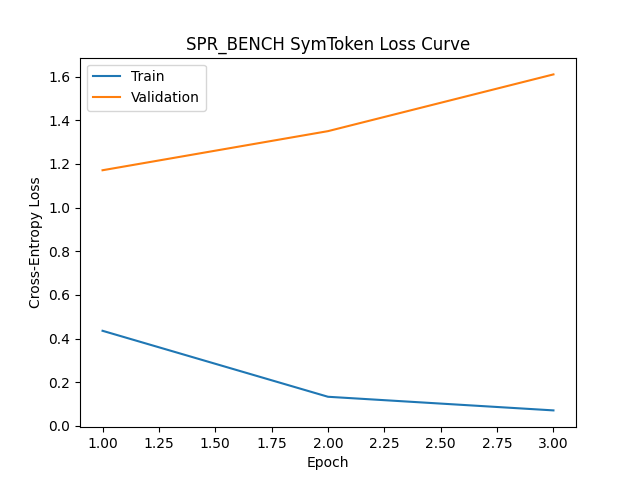 SPR_BENCH SymToken Loss Curve
Train
Validation
Cross-Entropy Loss
1.6
1.4
1.2
1.0
0.8
0.6
0.4
0.2
0.0
1.00 1.25 1.50 1.75 2.00 2.25 2.50 2.75 3.00
Epoch